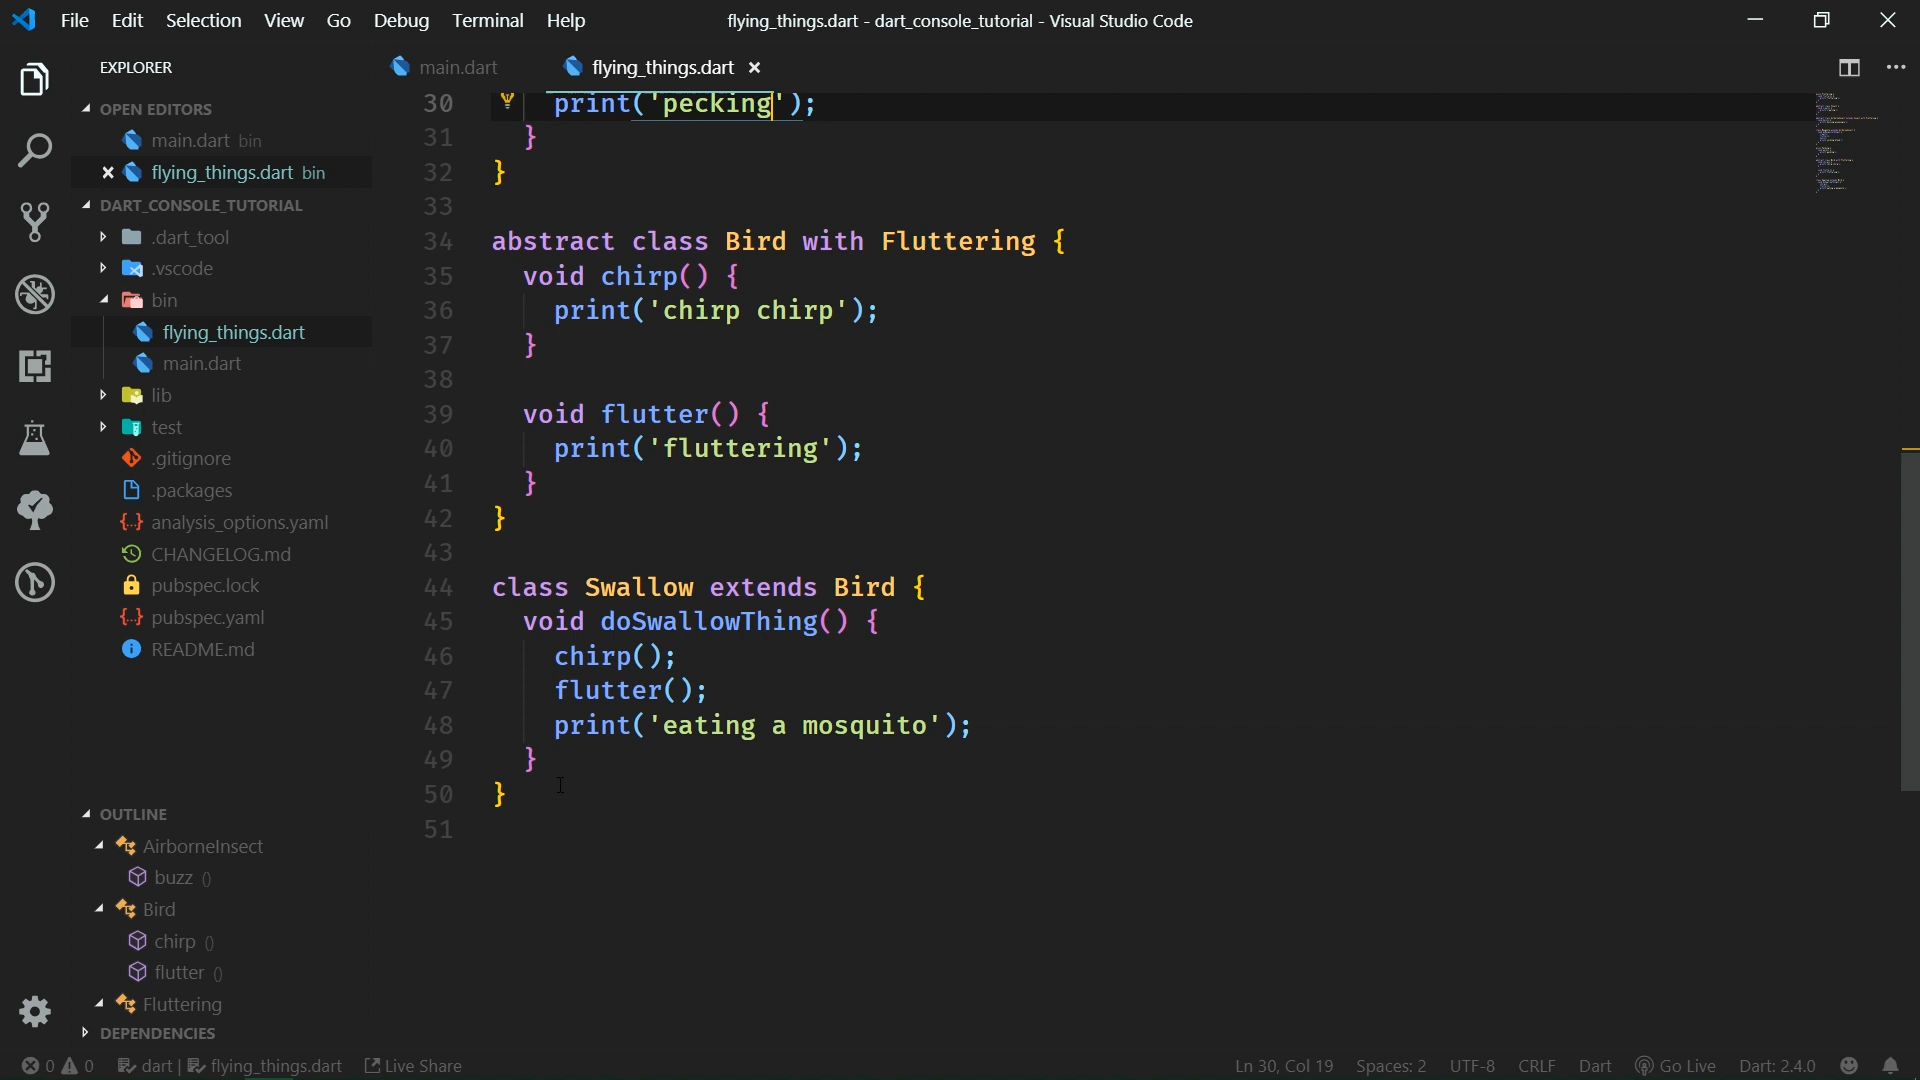 File Edit Selection View Go Debug Terminal Help
flying_things.dart - dart_console_tutorial - Visual Studio Code
EXPLORER
OPEN EDITORS
main.dart bin
flying_things.dart bin
DART_CONSOLE_TUTORIAL
.dart_tool
.vscode
bin
flying_things.dart
main.dart
lib
test
.gitignore
.packages
analysis_options.yaml
CHANGELOG.md
pubspec.lock
pubspec.yaml
README.md
OUTLINE
AirborneInsect
buzz ()
Bird
chirp ()
flutter ()
Fluttering
DEPENDENCIES
main.dart
flying_things.dart
30 print('pecking');
31 }
32 }
33
34 abstract class Bird with Fluttering {
35 void chirp() {
36 print('chirp chirp');
37 }
38
39 void flutter() {
40 print('fluttering');
41 }
42 }
43
44 class Swallow extends Bird {
45 void doSwallowThing() {
46 chirp();
47 flutter();
48 print('eating a mosquito');
49 }
50 }
51
0 0 dart | flying_things.dart Live Share
Ln 30, Col 19 Spaces: 2 UTF-8 CRLF Dart Go Live Dart: 2.4.0